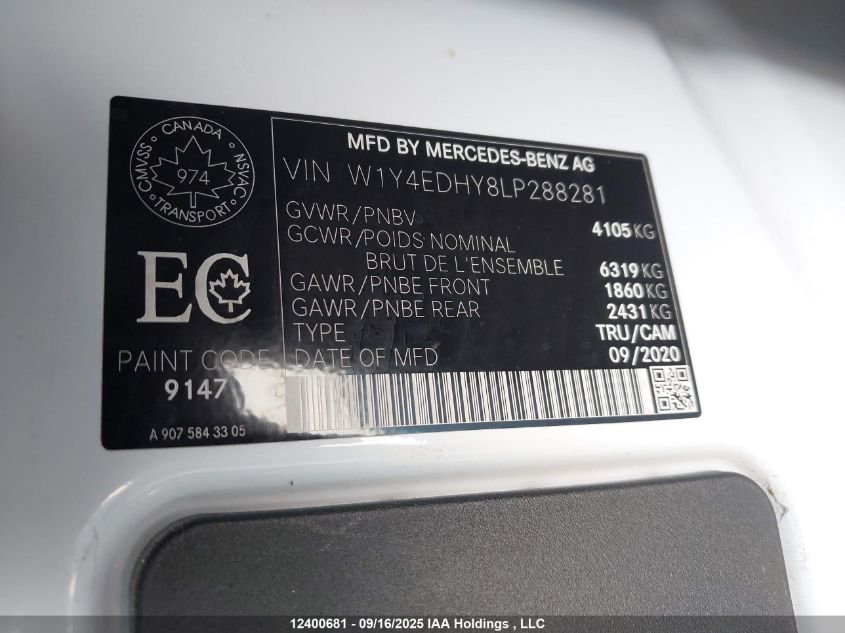 CANADA
CMVSS
974
NSVAC
TRANSPORT
EC
PAINT CODE
9147
A 907 584 33 05
MFD BY MERCEDES-BENZ AG
VIN W1Y4EDHY8LP288281
GVWR/PNBV 4105 KG
GCWR/POIDS NOMINAL
BRUT DE L'ENSEMBLE 6319 KG
GAWR/PNBE FRONT 1860 KG
GAWR/PNBE REAR 2431 KG
TYPE TRU/CAM
DATE OF MFD 09/2020
12400681 - 09/16/2025 IAA Holdings , LLC